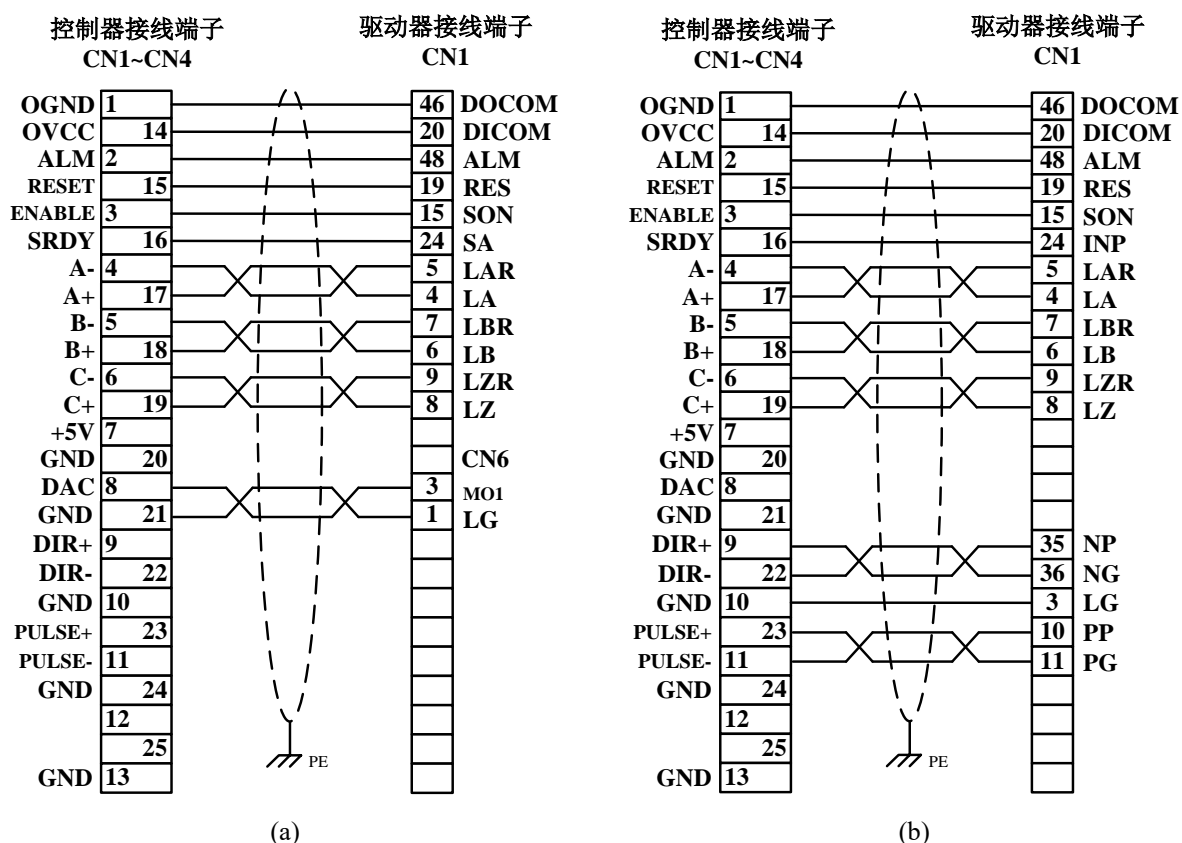 控制器接线端子 驱动器接线端子
CN1~CN4 CN1
OGND 1 46 DOCOM
OVCC 14 20 DICOM
ALM 2 48 ALM
RESET 15 19 RES
ENABLE 3 15 SON
SRDY 16 24 SA
A- 4 5 LAR
A+ 17 4 LA
B- 5 7 LBR
B+ 18 6 LB
C- 6 9 LZR
C+ 19 8 LZ
+5V 7
GND 20 CN6
DAC 8 3 MO1
GND 21 1 LG
DIR+ 9
DIR- 22
GND 10
PULSE+ 23
PULSE- 11
GND 24
12
25
GND 13
PE
(a)
控制器接线端子 驱动器接线端子
CN1~CN4 CN1
OGND 1 46 DOCOM
OVCC 14 20 DICOM
ALM 2 48 ALM
RESET 15 19 RES
ENABLE 3 15 SON
SRDY 16 24 INP
A- 4 5 LAR
A+ 17 4 LA
B- 5 7 LBR
B+ 18 6 LB
C- 6 9 LZR
C+ 19 8 LZ
+5V 7
GND 20
DAC 8
GND 21
DIR+ 9 35 NP
DIR- 22 36 NG
GND 10 3 LG
PULSE+ 23 10 PP
PULSE- 11 11 PG
GND 24
12
25
GND 13
PE
(b)